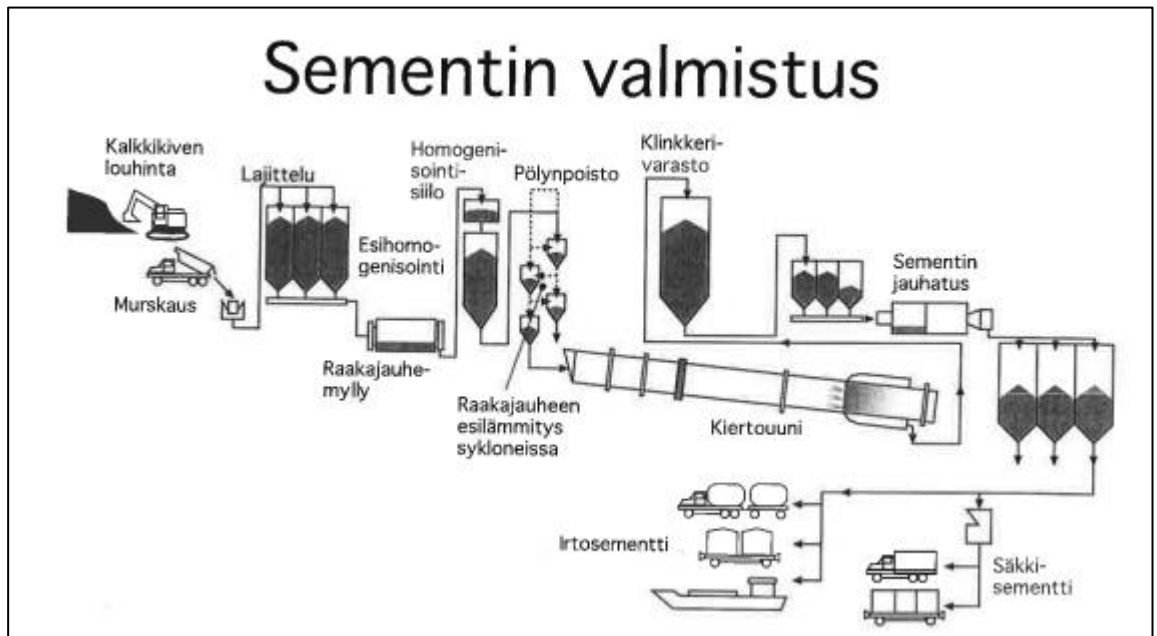 Sementin valmistus
Kalkkikiven
louhinta
Lajittelu
Esihomo-
genisointi
Murskaus
Raakajauhe-
mylly
Homogeni-
sointi-
siilo
Pölynpoisto
Raakajauheen
esilämmitys
sykloneissa
Klinkkeri-
varasto
Kiertouuni
Sementin
jauhatus
Irtosementti
Säkki-
sementti